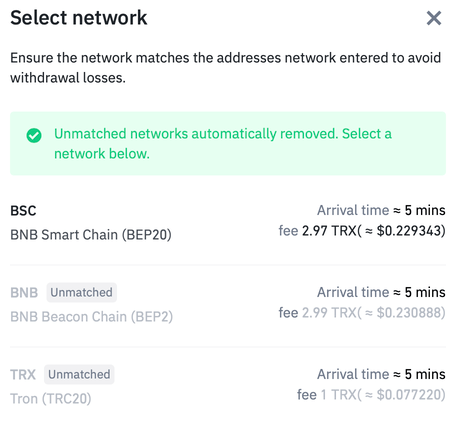 Select network
Ensure the network matches the addresses network entered to avoid
withdrawal losses.
Unmatched networks automatically removed. Select a
network below.
BSC
Arrival time ≈ 5 mins
BNB Smart Chain (BEP20)
fee 2.97 TRX( ≈ $0.229343)
BNB Unmatched
Arrival time ≈ 5 mins
BNB Beacon Chain (BEP2)
fee 2.99 TRX( ≈ $0.230888)
TRX Unmatched
Arrival time ≈ 5 mins
Tron (TRC20)
fee 1 TRX( ≈ $0.077220)